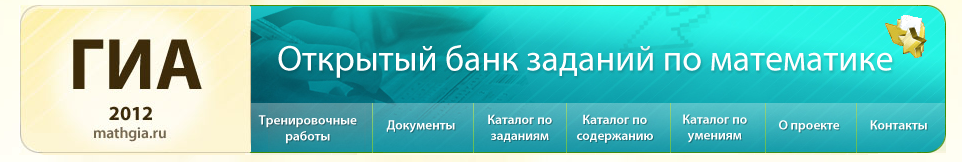 ГИА
2012
mathgia.ru
Открытый банк заданий по математике
Тренировочные
работы
Документы
Каталог по
заданиям
Каталог по
содержанию
Каталог по
умениям
О проекте
Контакты